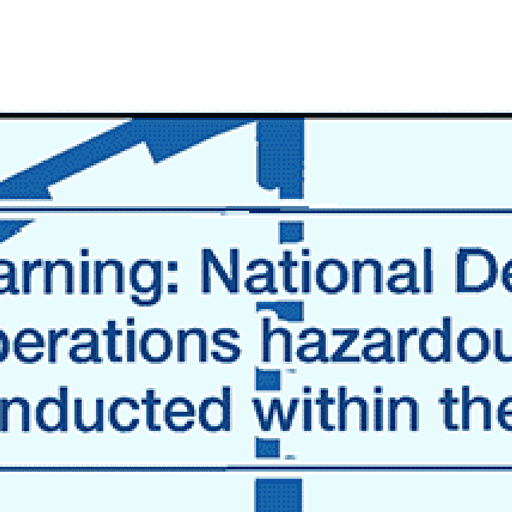 arning: National De
perations hazardou
nducted within the